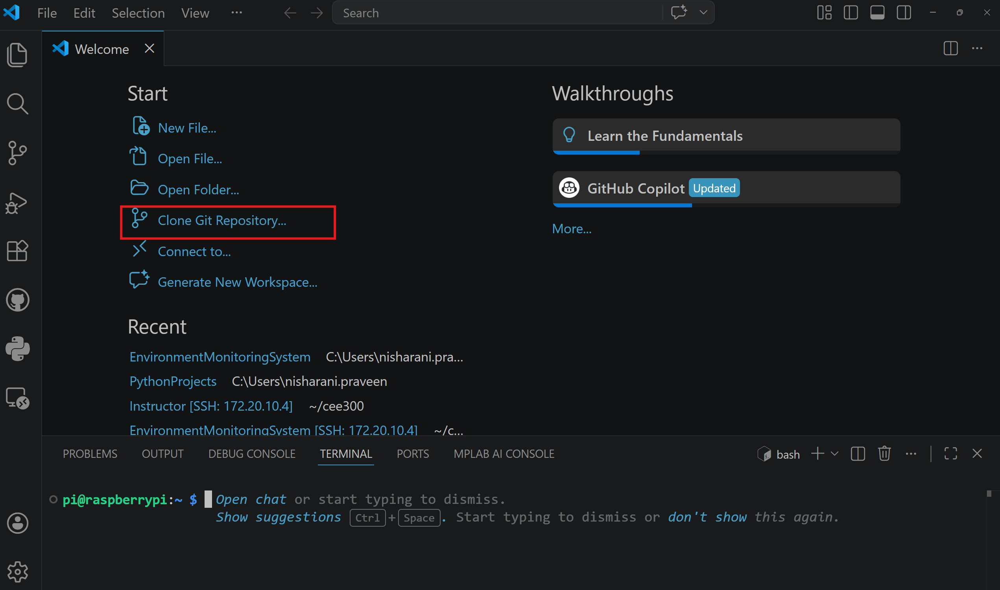 File Edit Selection View ···
Search
Welcome
Start
New File...
Open File...
Open Folder...
Clone Git Repository...
Connect to...
Generate New Workspace...
Recent
EnvironmentMonitoringSystem C:\Users\nisharani.pra...
PythonProjects C:\Users\nisharani.praveen
Instructor [SSH: 172.20.10.4] ~/cee300
EnvironmentMonitoringSystem [SSH: 172.20.10.4] ~/c...
Walkthroughs
Learn the Fundamentals
GitHub Copilot Updated
More...
PROBLEMS OUTPUT DEBUG CONSOLE TERMINAL PORTS MPLAB AI CONSOLE
bash
pi@raspberrypi:~ $ Open chat or start typing to dismiss.
Show suggestions Ctrl+Space. Start typing to dismiss or don't show this again.